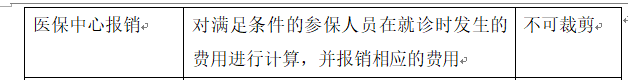 医保中心报销
对满足条件的参保人员在就诊时发生的
费用进行计算，并报销相应的费用
不可裁剪